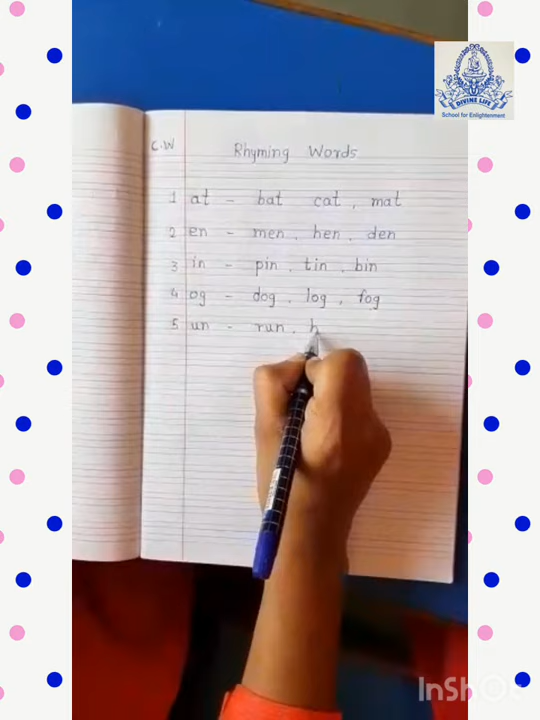 DIVINE LIFE
School for Enlightenment
C.W
Rhyming Words
1 at - bat cat, mat
2 en - men, hen, den
3 in - pin, tin, bin
4 og - dog, log, fog
5 un - run, h
InShOt